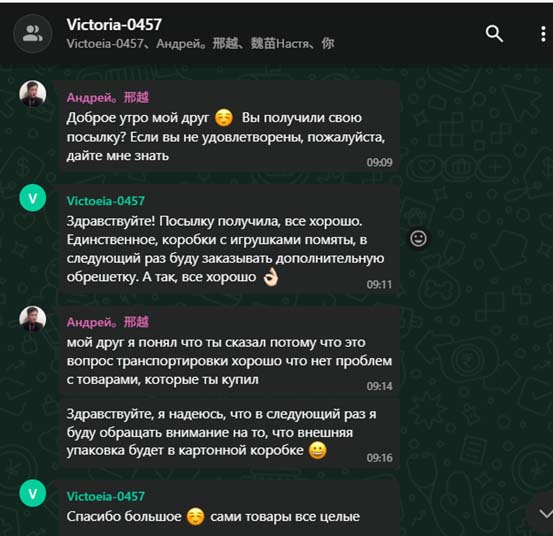 Victoria-0457
Victoeia-0457、Андрей。邢越、魏苗Настя、你
Андрей。邢越
Доброе утро мой друг ☺️ Вы получили свою
посылку? Если вы не удовлетворены, пожалуйста,
дайте мне знать
09:09
V
Victoeia-0457
Здравствуйте! Посылку получила, все хорошо.
Единственное, коробки с игрушками помяты, в
следующий раз буду заказывать дополнительную
обрешетку. А так, все хорошо 👌🏻
09:11
Андрей。邢越
мой друг я понял что ты сказал потому что это
вопрос транспортировки хорошо что нет проблем
с товарами, которые ты купил
09:14
Здравствуйте, я надеюсь, что в следующий раз я
буду обращать внимание на то, что внешняя
упаковка будет в картонной коробке 😀
09:16
V
Victoeia-0457
Спасибо большое ☺️ сами товары все целые